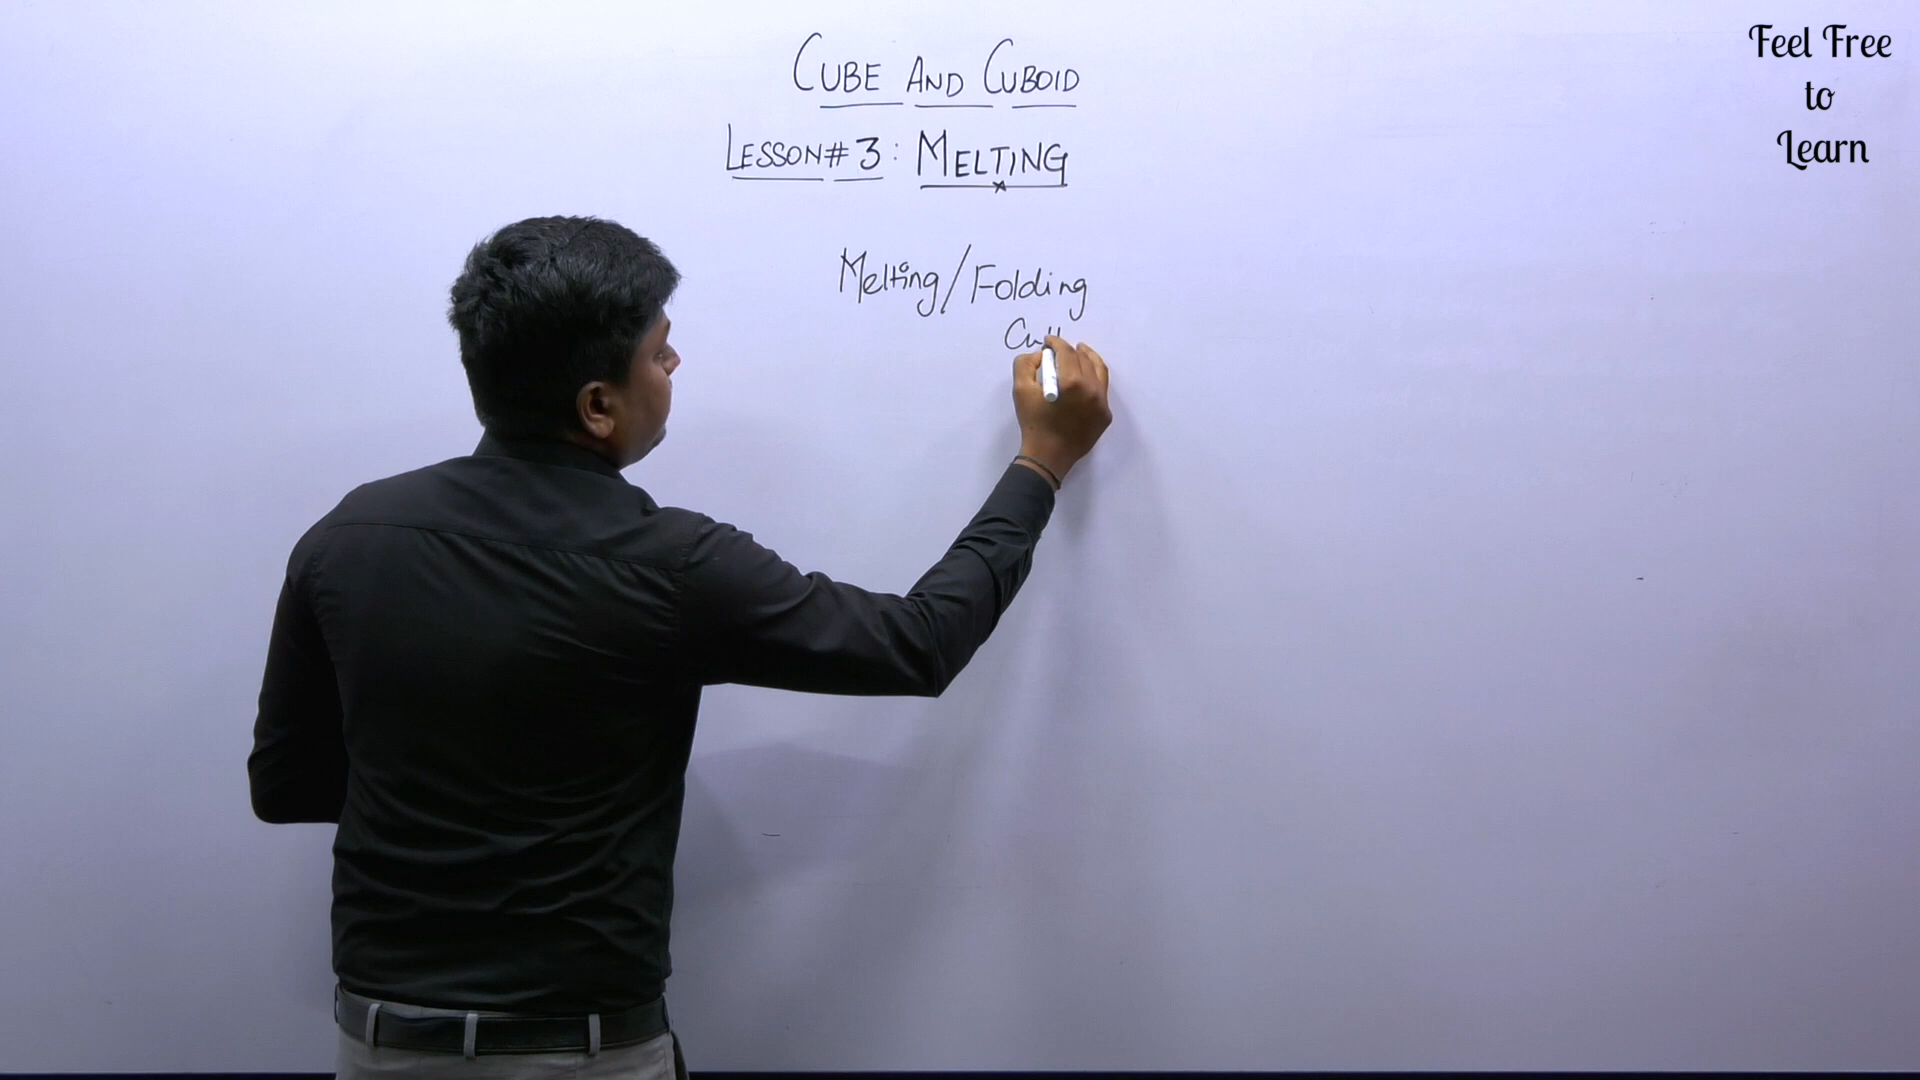 CUBE AND CUBOID
LESSON# 3 : MELTING
Melting/Folding
Feel Free
to
Learn